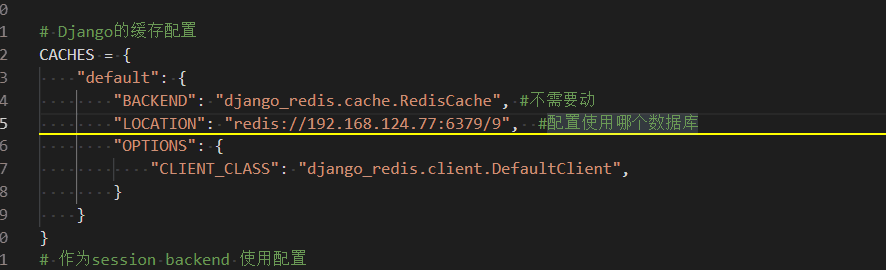 0
1 # Django的缓存配置
2 CACHES = {
3     "default": {
4         "BACKEND": "django_redis.cache.RedisCache", #不需要动
5         "LOCATION": "redis://192.168.124.77:6379/9",  #配置使用哪个数据库
6         "OPTIONS": {
7             "CLIENT_CLASS": "django_redis.client.DefaultClient",
8         }
9     }
0 }
1 # 作为session backend 使用配置